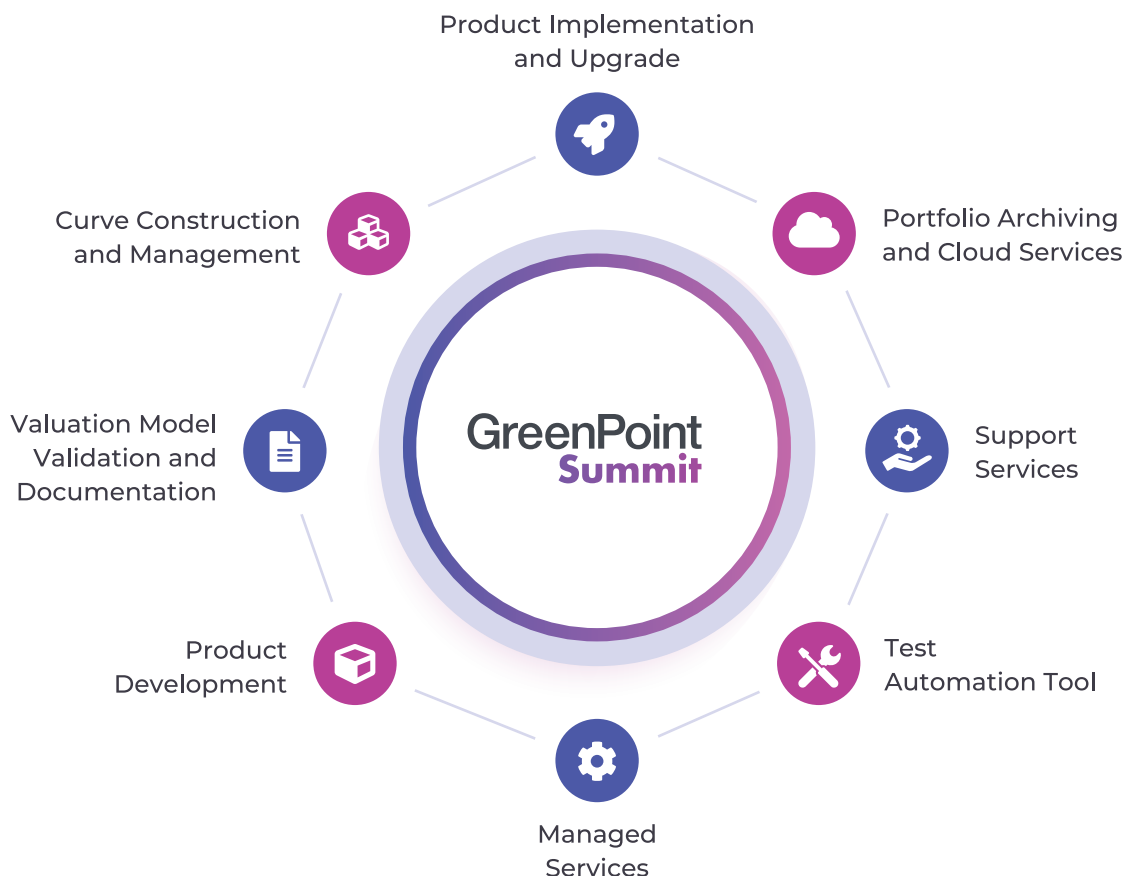 Product Implementation
and Upgrade
Curve Construction
and Management
Portfolio Archiving
and Cloud Services
Valuation Model
Validation and
Documentation
GreenPoint
Summit
Support
Services
Product
Development
Test
Automation Tool
Managed
Services